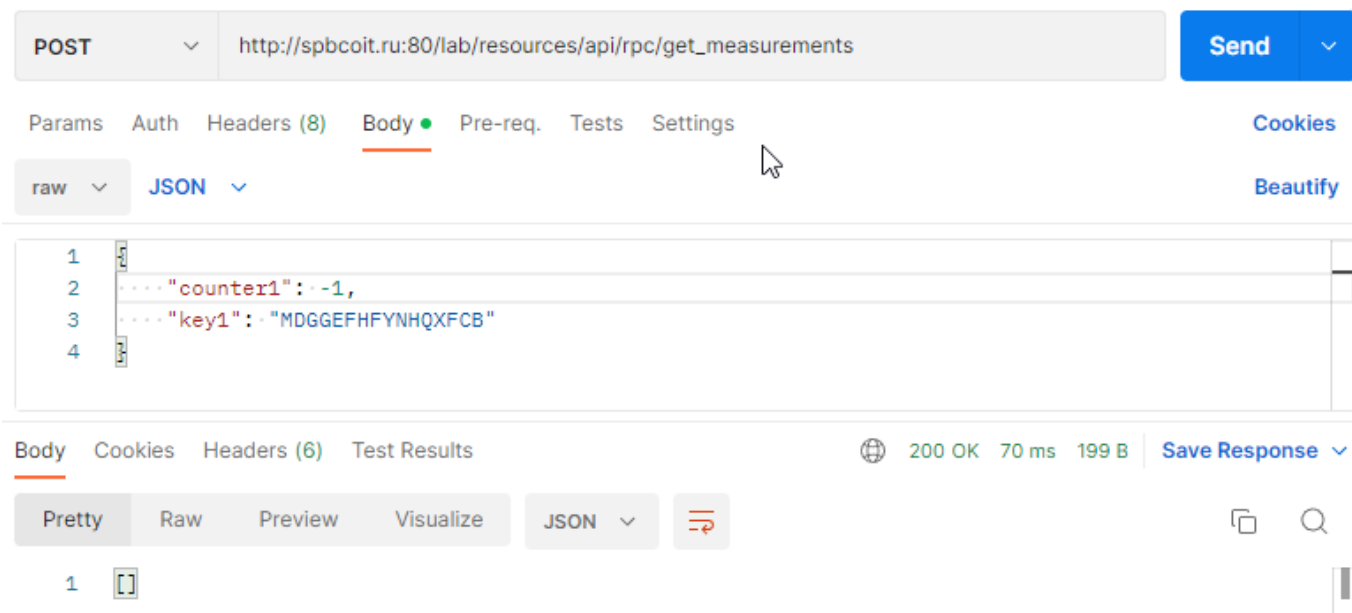 POST http://spbcoit.ru:80/lab/resources/api/rpc/get_measurements Send
Params Auth Headers (8) Body Pre-req. Tests Settings Cookies
raw JSON Beautify
1 {
2 "counter1": -1,
3 "key1": "MDGGEFHFYNHQXFCB"
4 }
Body Cookies Headers (6) Test Results 200 OK 70 ms 199 B Save Response
Pretty Raw Preview Visualize JSON
1 []